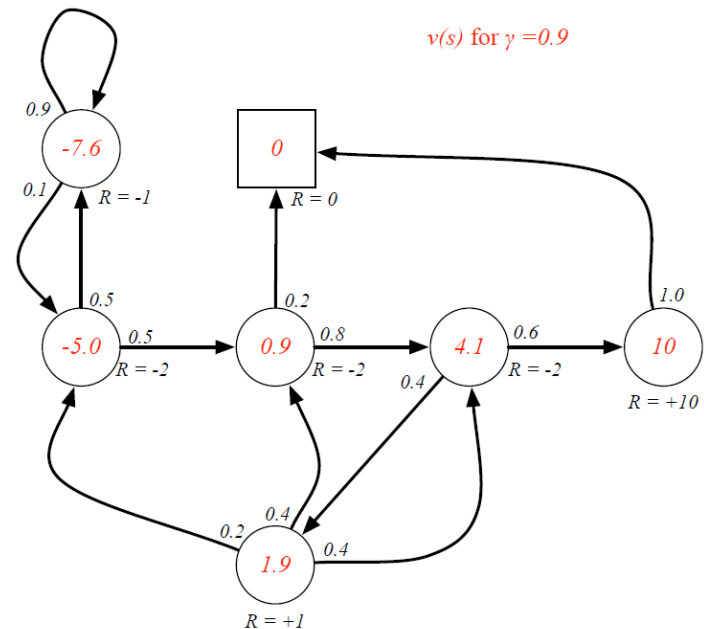 v(s) for γ =0.9
0.9
-7.6
0
0.1
R = -1
R = 0
0.5
0.2
1.0
-5.0
0.5
R = -2
0.9
0.8
R = -2
4.1
0.6
R = -2
10
0.4
R = +10
0.4
0.2
0.4
1.9
R = +1